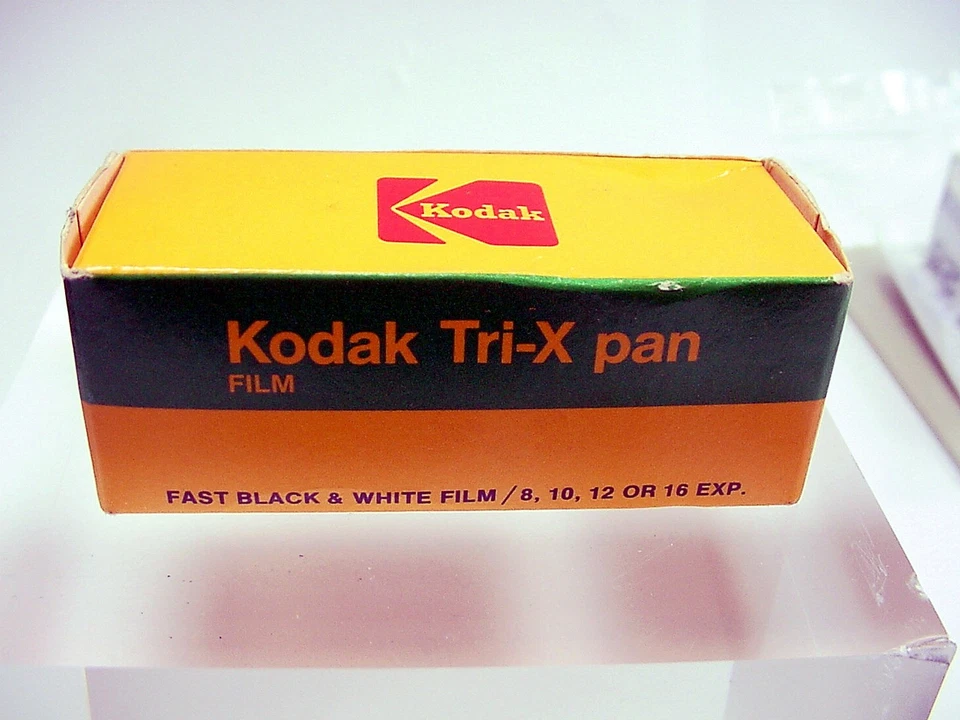 Kodak
Kodak Tri-X pan
FILM
FAST BLACK & WHITE FILM / 8, 10, 12 OR 16 EXP.